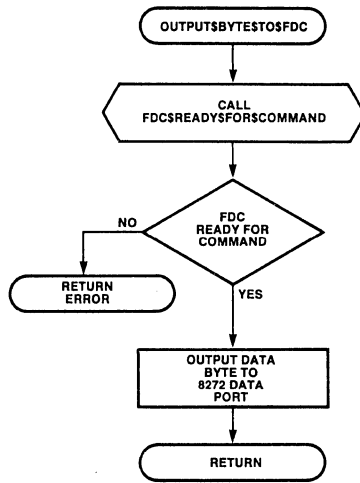 OUTPUT$BYTE$TO$FDC
CALL
FDC$READY$FOR$COMMAND
FDC
READY FOR
COMMAND
NO
RETURN
ERROR
YES
OUTPUT DATA
BYTE TO
8272 DATA
PORT
RETURN